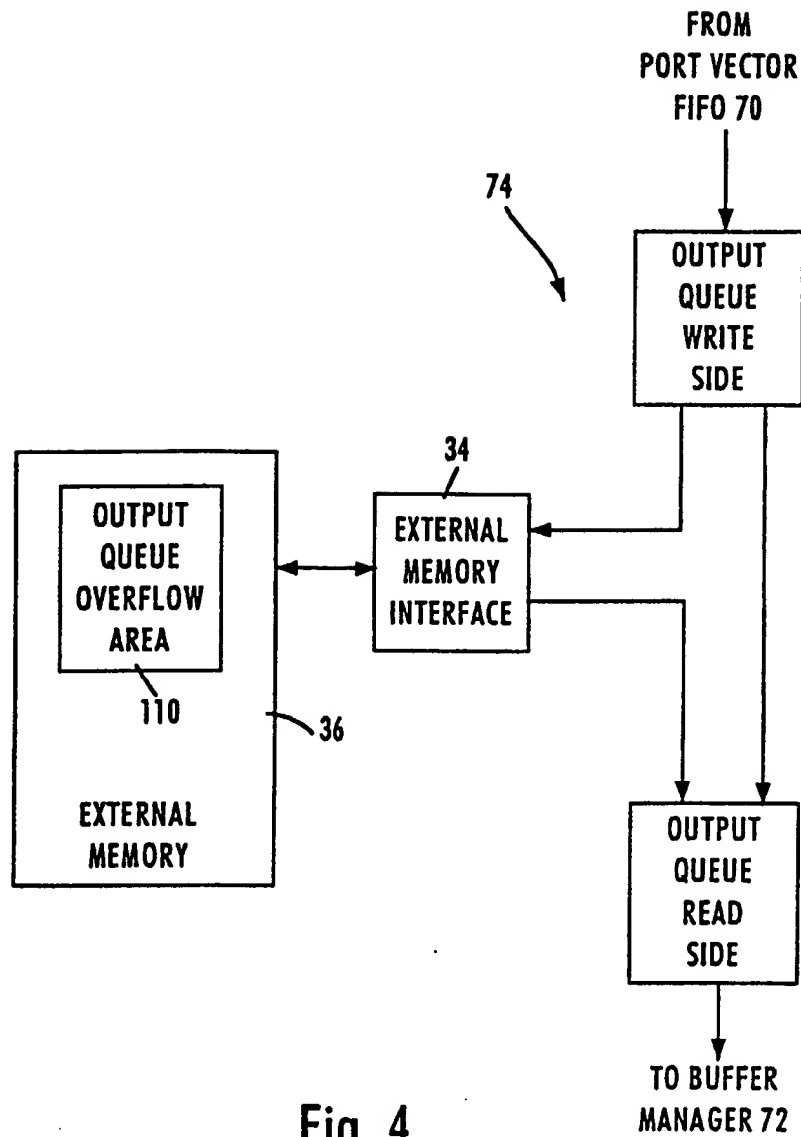 FROM
PORT VECTOR
FIFO 70
74
OUTPUT
QUEUE
WRITE
SIDE
34
EXTERNAL
MEMORY
INTERFACE
OUTPUT
QUEUE
OVERFLOW
AREA
110
36
EXTERNAL
MEMORY
OUTPUT
QUEUE
READ
SIDE
TO BUFFER
MANAGER 72
Fig. 4